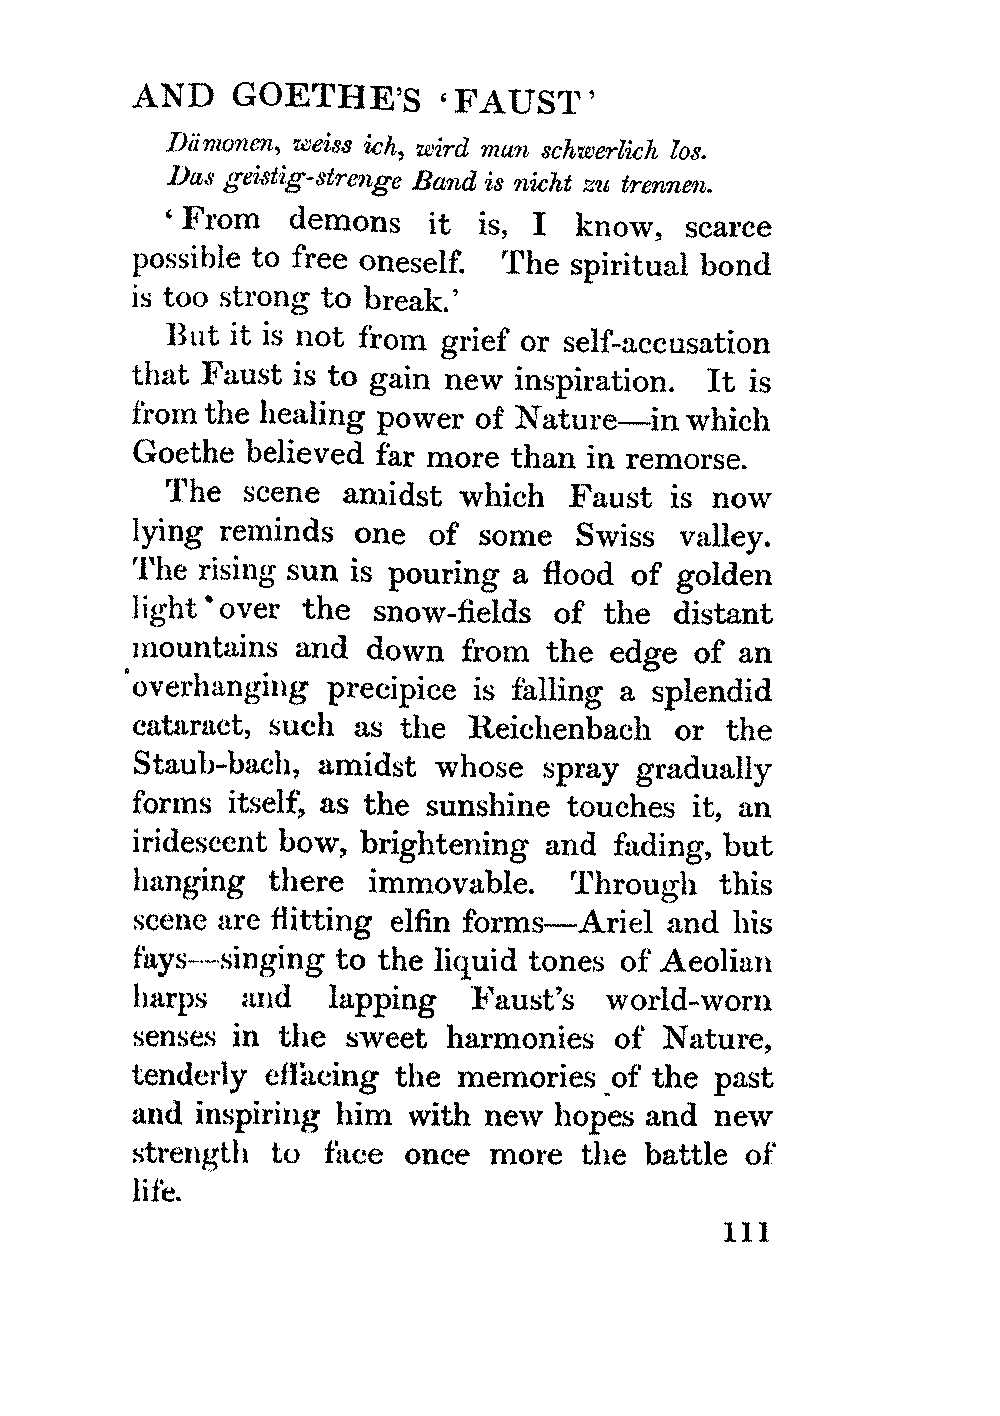 AND GOETHE'S ‘FAUST’
Dämonen, weiss ich, wird man schwerlich los.
Das geistig-strenge Band is nicht zu trennen.
‘From demons it is, I know, scarce
possible to free oneself. The spiritual bond
is too strong to break.’
But it is not from grief or self-accusation
that Faust is to gain new inspiration. It is
from the healing power of Nature—in which
Goethe believed far more than in remorse.
The scene amidst which Faust is now
lying reminds one of some Swiss valley.
The rising sun is pouring a flood of golden
light over the snow-fields of the distant
mountains and down from the edge of an
overhanging precipice is falling a splendid
cataract, such as the Reichenbach or the
Staub-bach, amidst whose spray gradually
forms itself, as the sunshine touches it, an
iridescent bow, brightening and fading, but
hanging there immovable. Through this
scene are flitting elfin forms—Ariel and his
fays—singing to the liquid tones of Aeolian
harps and lapping Faust's world-worn
senses in the sweet harmonies of Nature,
tenderly effacing the memories of the past
and inspiring him with new hopes and new
strength to face once more the battle of
life.
111